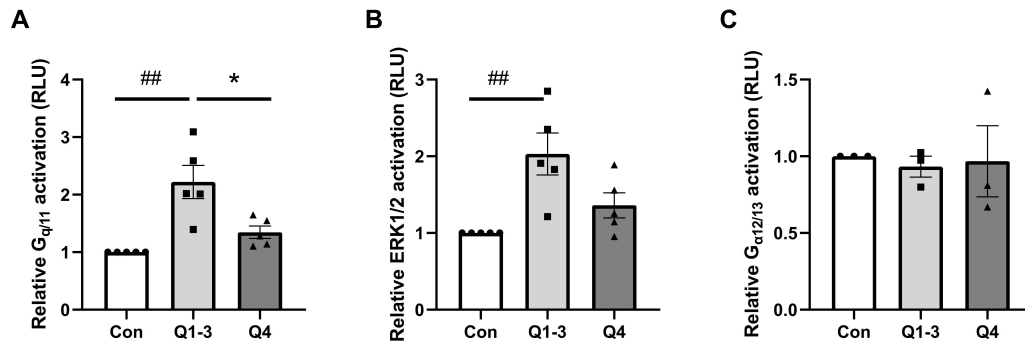 A
Relative Gq/11 activation (RLU)
4
3
2
1
0
##
*
Con
Q1-3
Q4
B
Relative ERK1/2 activation (RLU)
3
2
1
0
##
Con
Q1-3
Q4
C
Relative Gα12/13 activation (RLU)
1.5
1.0
0.5
0.0
Con
Q1-3
Q4